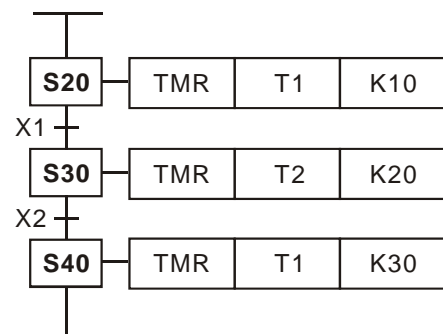 S20 TMR T1 K10
X1
S30 TMR T2 K20
X2
S40 TMR T1 K30